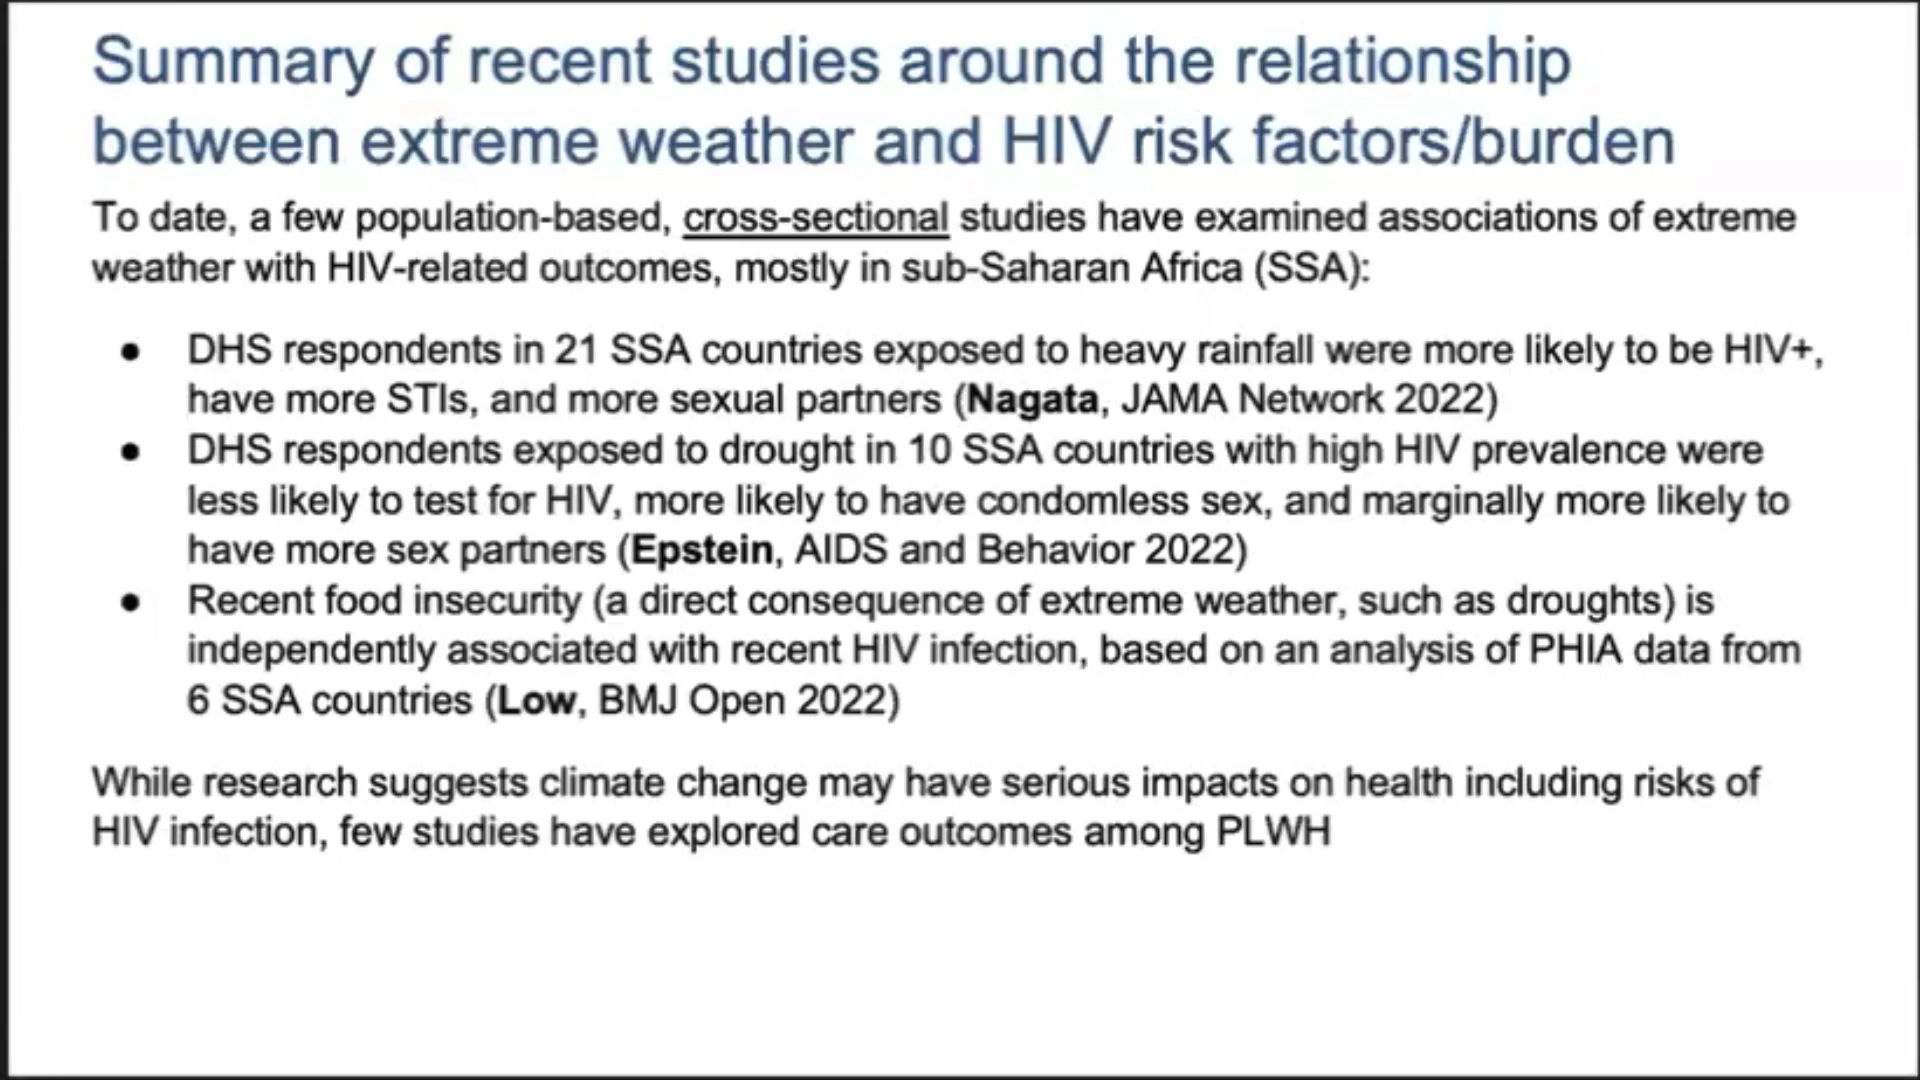 Summary of recent studies around the relationship
between extreme weather and HIV risk factors/burden
To date, a few population-based, cross-sectional studies have examined associations of extreme
weather with HIV-related outcomes, mostly in sub-Saharan Africa (SSA):
● DHS respondents in 21 SSA countries exposed to heavy rainfall were more likely to be HIV+,
have more STIs, and more sexual partners (Nagata, JAMA Network 2022)
● DHS respondents exposed to drought in 10 SSA countries with high HIV prevalence were
less likely to test for HIV, more likely to have condomless sex, and marginally more likely to
have more sex partners (Epstein, AIDS and Behavior 2022)
● Recent food insecurity (a direct consequence of extreme weather, such as droughts) is
independently associated with recent HIV infection, based on an analysis of PHIA data from
6 SSA countries (Low, BMJ Open 2022)
While research suggests climate change may have serious impacts on health including risks of
HIV infection, few studies have explored care outcomes among PLWH